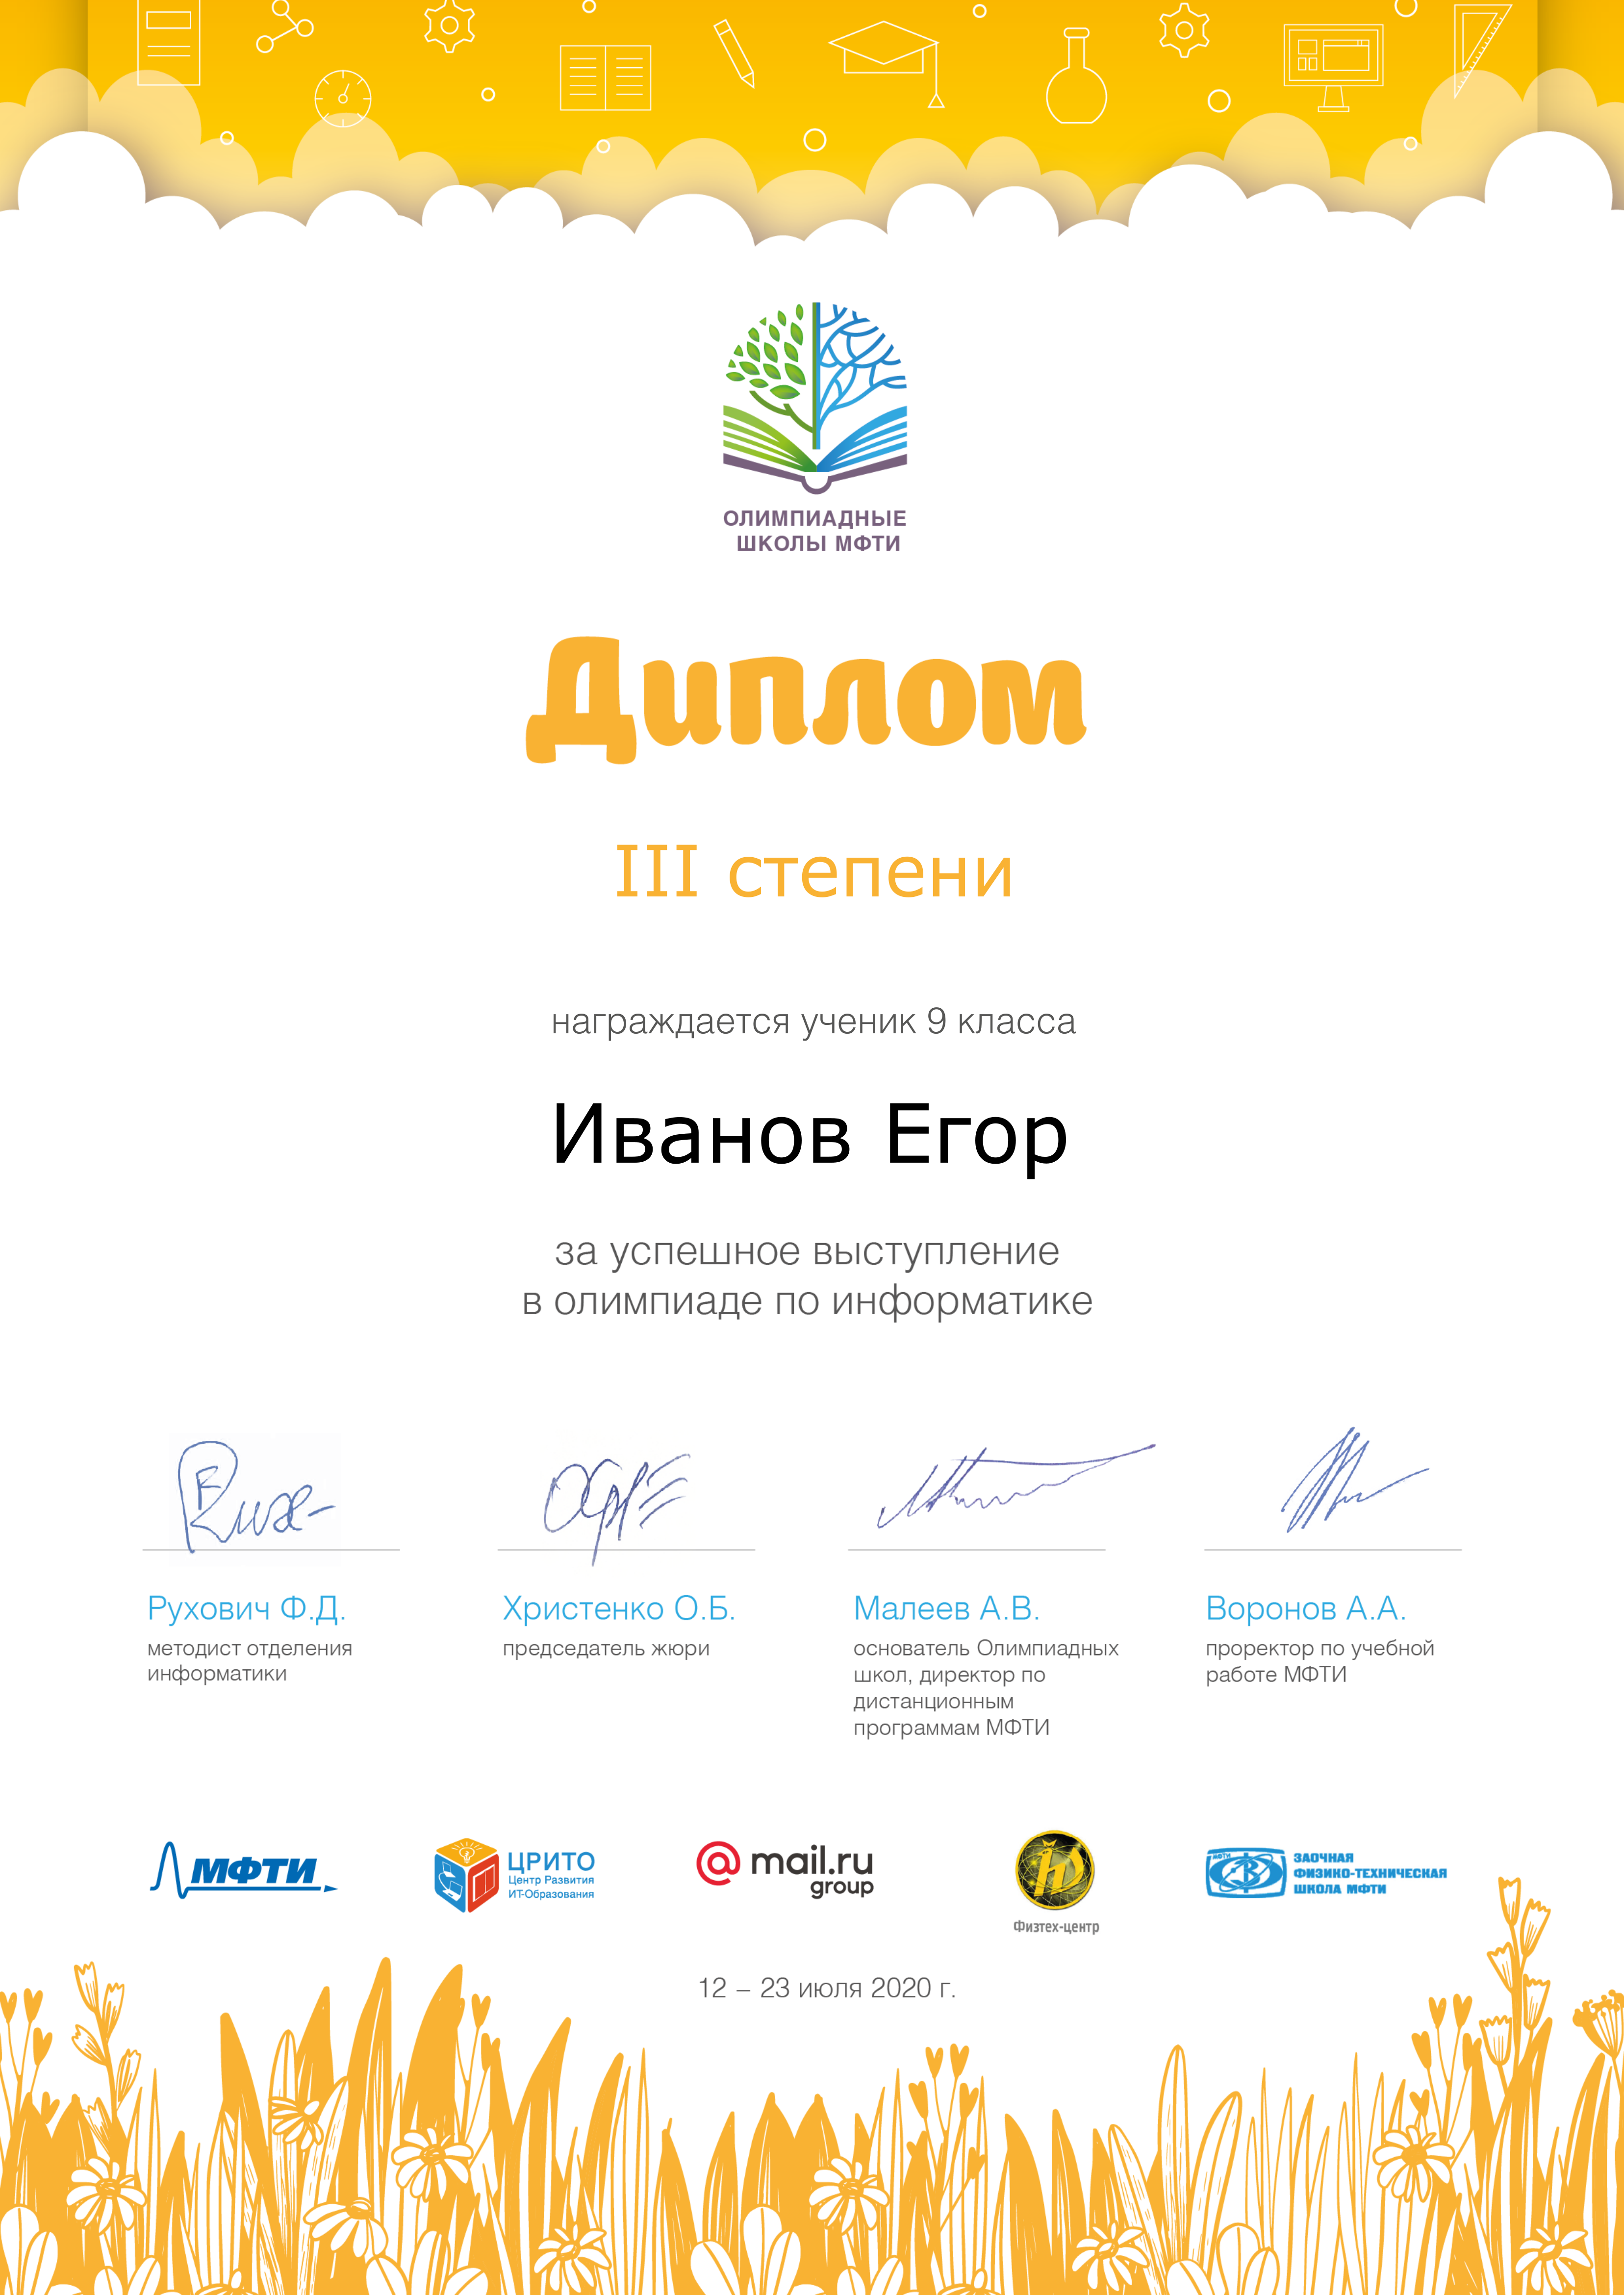 ОЛИМПИАДНЫЕ
ШКОЛЫ МФТИ
Диплом
III степени
награждается ученик 9 класса
Иванов Егор
за успешное выступление
в олимпиаде по информатике
Рухович Ф.Д.
методист отделения
информатики
Христенко О.Б.
председатель жюри
Малеев А.В.
основатель Олимпиадных
школ, директор по
дистанционным
программам МФТИ
Воронов А.А.
проректор по учебной
работе МФТИ
МФТИ
ЦРИТО
Центр Развития
ИТ-Образования
@mail.ru
group
Физтех-центр
МФТИ
ЗАОЧНАЯ
ФИЗИКО-ТЕХНИЧЕСКАЯ
ШКОЛА МФТИ
12 – 23 июля 2020 г.